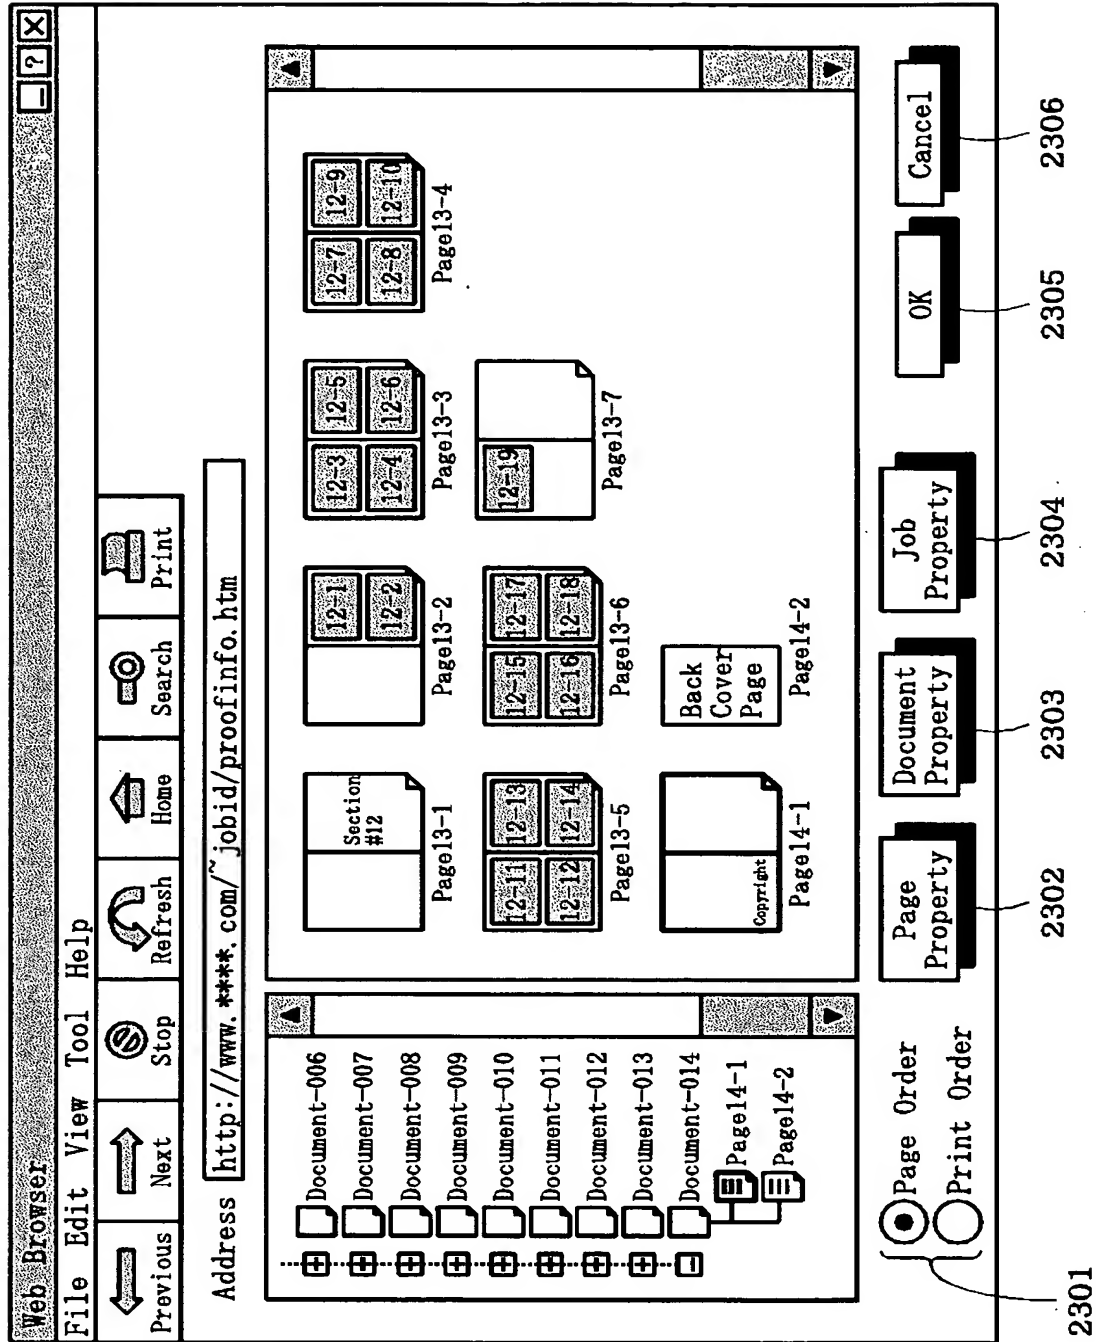 Web Browser
_ ? X
File Edit View Tool Help
Previous
Next
Stop
Refresh
Home
Search
Print
Address http://www.****.com/~jobid/proofinfo.htm
Document-006
Document-007
Document-008
Document-009
Document-010
Document-011
Document-012
Document-013
Document-014
Page14-1
Page14-2
Section
#12
Page13-1
12-1
12-2
Page13-2
12-3 12-5
12-4 12-6
Page13-3
12-7 12-9
12-8 12-10
Page13-4
12-11 12-13
12-12 12-14
Page13-5
12-15 12-17
12-16 12-18
Page13-6
12-19
Page13-7
Copyright
Page14-1
Back
Cover
Page
Page14-2
Page Order
Print Order
Page
Property
Document
Property
Job
Property
OK
Cancel
2301
2302
2303
2304
2305
2306